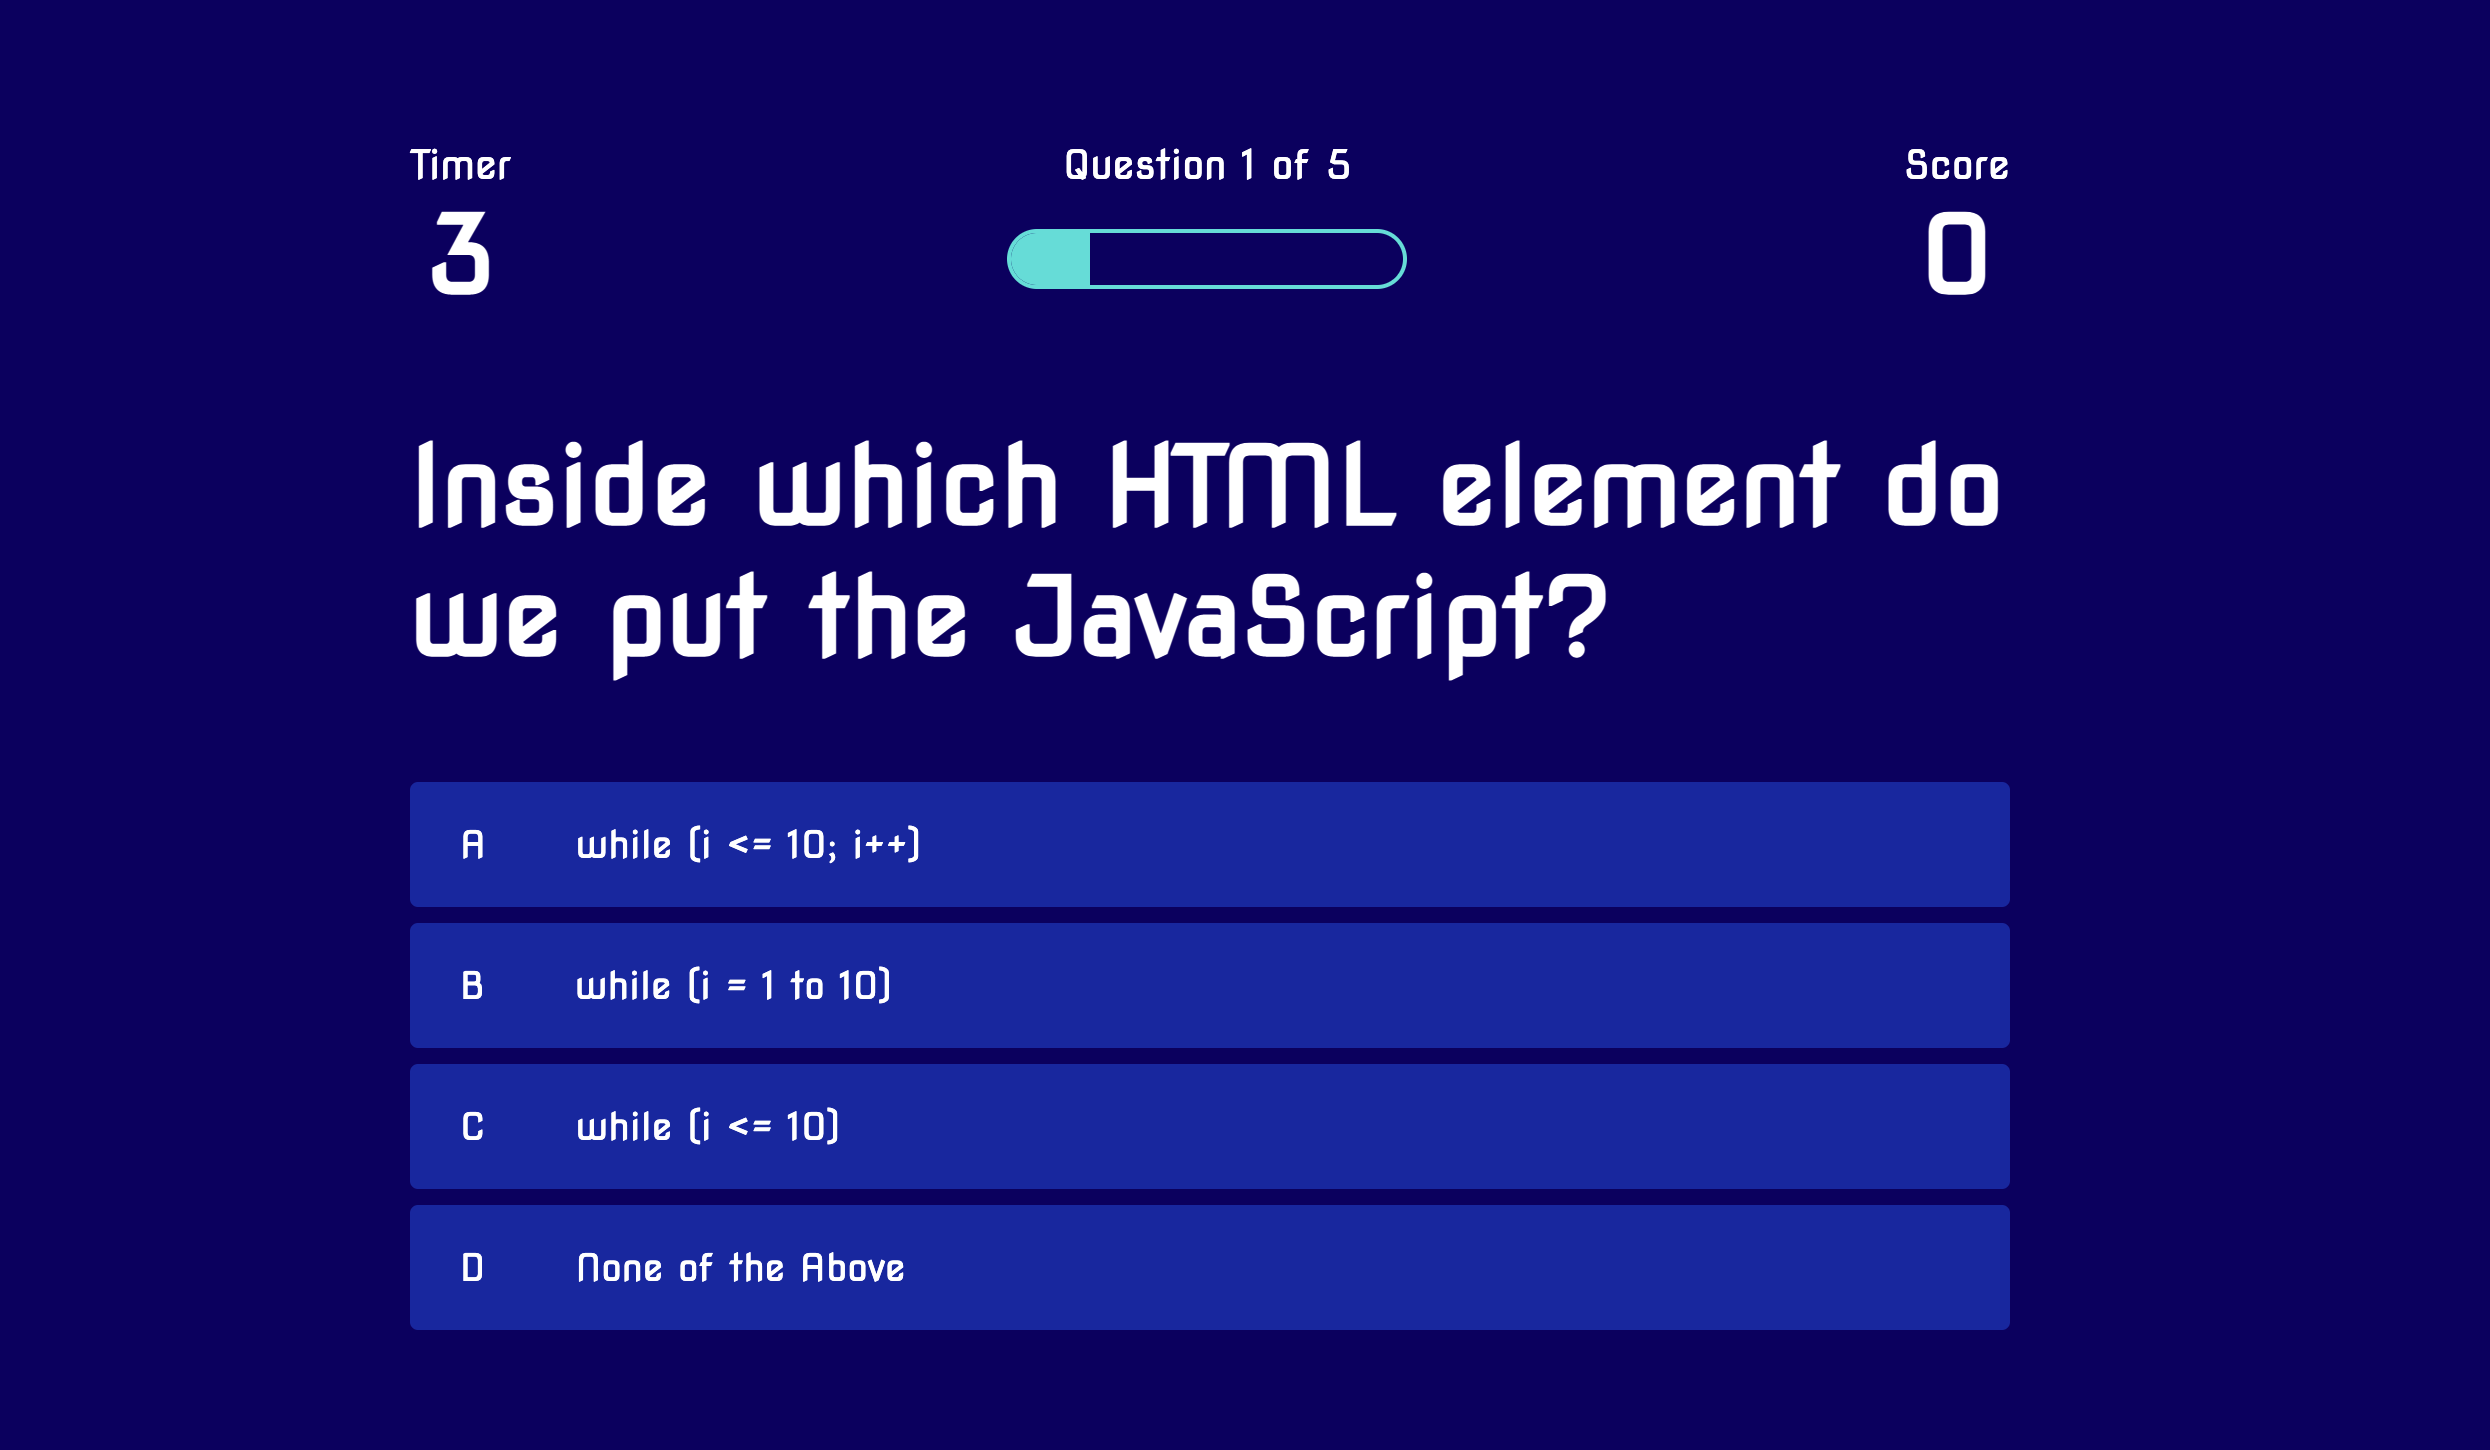 Timer
Question 1 of 5
Score
3
0
Inside which HTML element do
we put the JavaScript?
A while (i <= 10; i++)
B while (i = 1 to 10)
C while (i <= 10)
D None of the Above